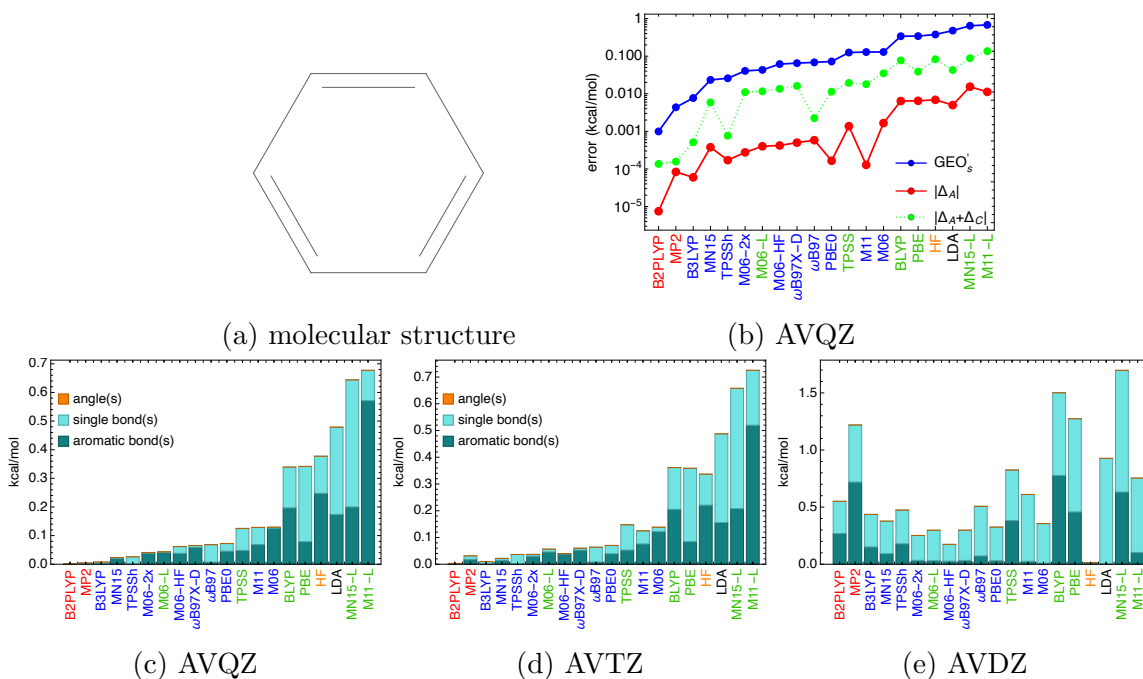 (a) molecular structure
error (kcal/mol)
1
0.100
0.010
0.001
10⁻⁴
10⁻⁵
GEO'ₛ
|Δ_A|
|Δ_A+Δ_C|
B2PLYP
MP2
B3LYP
MN15
TPSSh
M06-2x
M06-L
M06-HF
ωB97X-D
ωB97
PBE0
TPSS
M11
M06
BLYP
PBE
HF
LDA
MN15-L
M11-L
(b) AVQZ
kcal/mol
0.7
0.6
0.5
0.4
0.3
0.2
0.1
0.0
angle(s)
single bond(s)
aromatic bond(s)
B2PLYP
MP2
B3LYP
MN15
TPSSh
M06-2x
M06-L
M06-HF
ωB97X-D
ωB97
PBE0
TPSS
M11
M06
BLYP
PBE
HF
LDA
MN15-L
M11-L
(c) AVQZ
kcal/mol
0.7
0.6
0.5
0.4
0.3
0.2
0.1
0.0
angle(s)
single bond(s)
aromatic bond(s)
B2PLYP
MP2
B3LYP
MN15
TPSSh
M06-2x
M06-L
M06-HF
ωB97X-D
ωB97
PBE0
TPSS
M11
M06
BLYP
PBE
HF
LDA
MN15-L
M11-L
(d) AVTZ
kcal/mol
1.5
1.0
0.5
0.0
B2PLYP
MP2
B3LYP
MN15
TPSSh
M06-2x
M06-L
M06-HF
ωB97X-D
ωB97
PBE0
TPSS
M11
M06
BLYP
PBE
HF
LDA
MN15-L
M11-L
(e) AVDZ